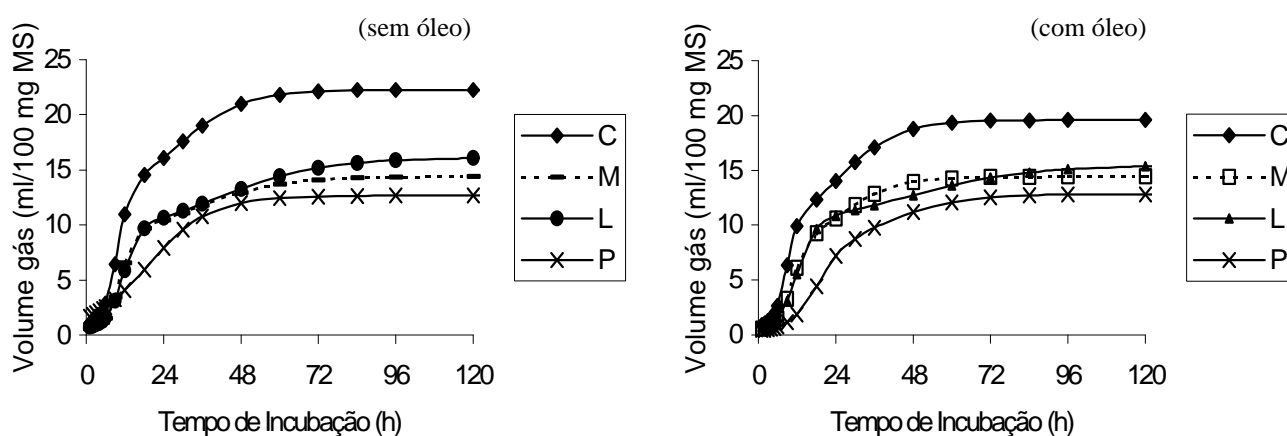 (sem óleo)
Volume gás (ml/100 mg MS)
25
20
15
10
5
0
0 24 48 72 96 120
Tempo de Incubação (h)
C
M
L
P
(com óleo)
Volume gás (ml/100 mg MS)
25
20
15
10
5
0
0 24 48 72 96 120
Tempo de Incubação (h)
C
M
L
P